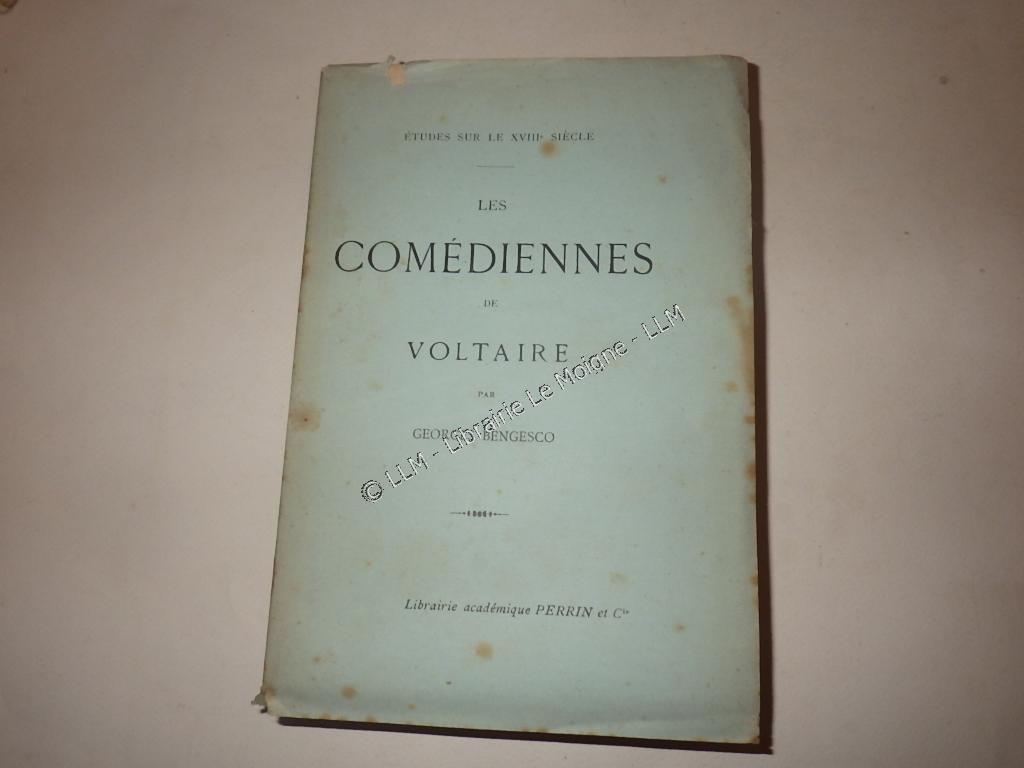 ÉTUDES SUR LE XVIIIe SIÈCLE
LES
COMÉDIENNES
DE
VOLTAIRE
PAR
BENGESCO
Librairie académique PERRIN et Cie
© LLM - Librairie Le Moigne - LLM